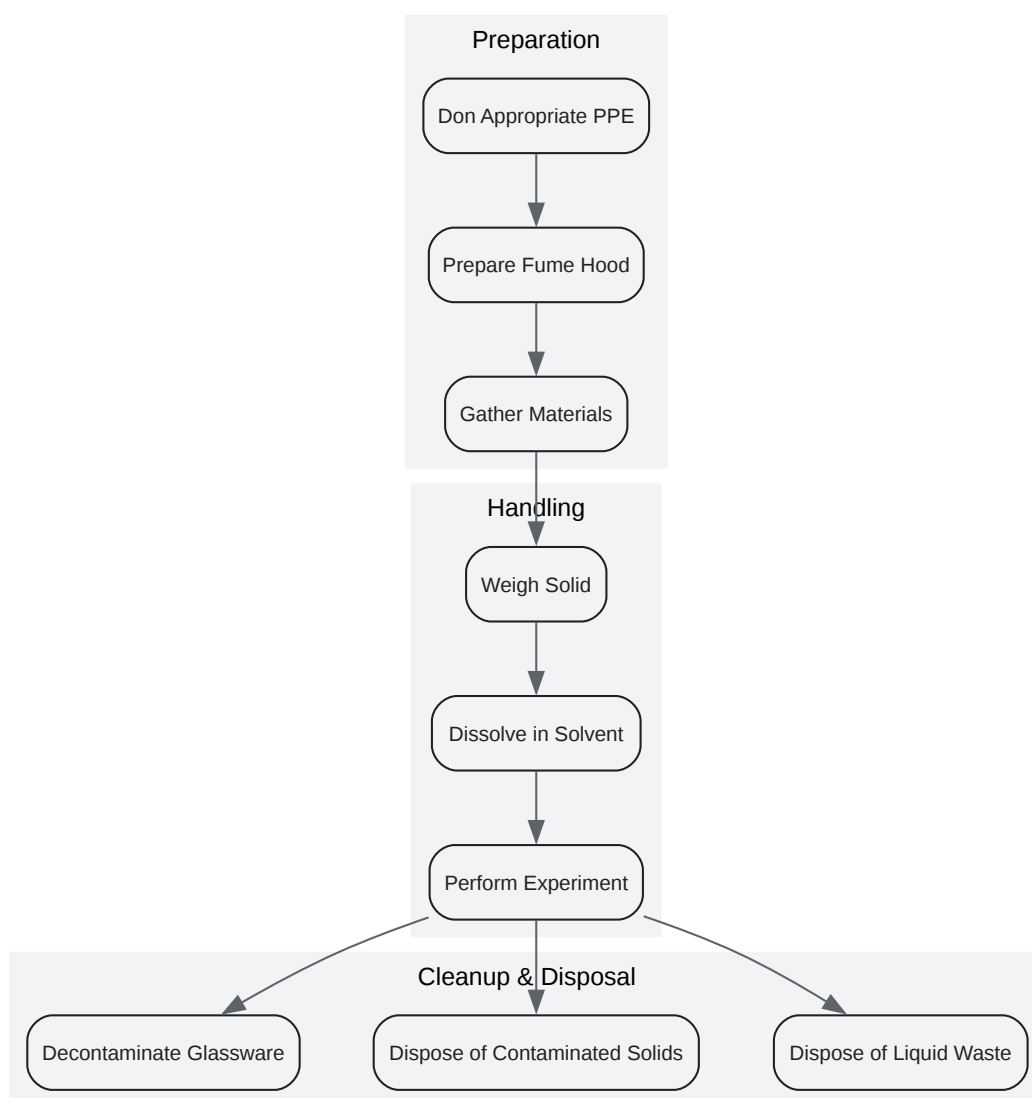 Preparation
Don Appropriate PPE
Prepare Fume Hood
Gather Materials
Handling
Weigh Solid
Dissolve in Solvent
Perform Experiment
Cleanup & Disposal
Decontaminate Glassware
Dispose of Contaminated Solids
Dispose of Liquid Waste